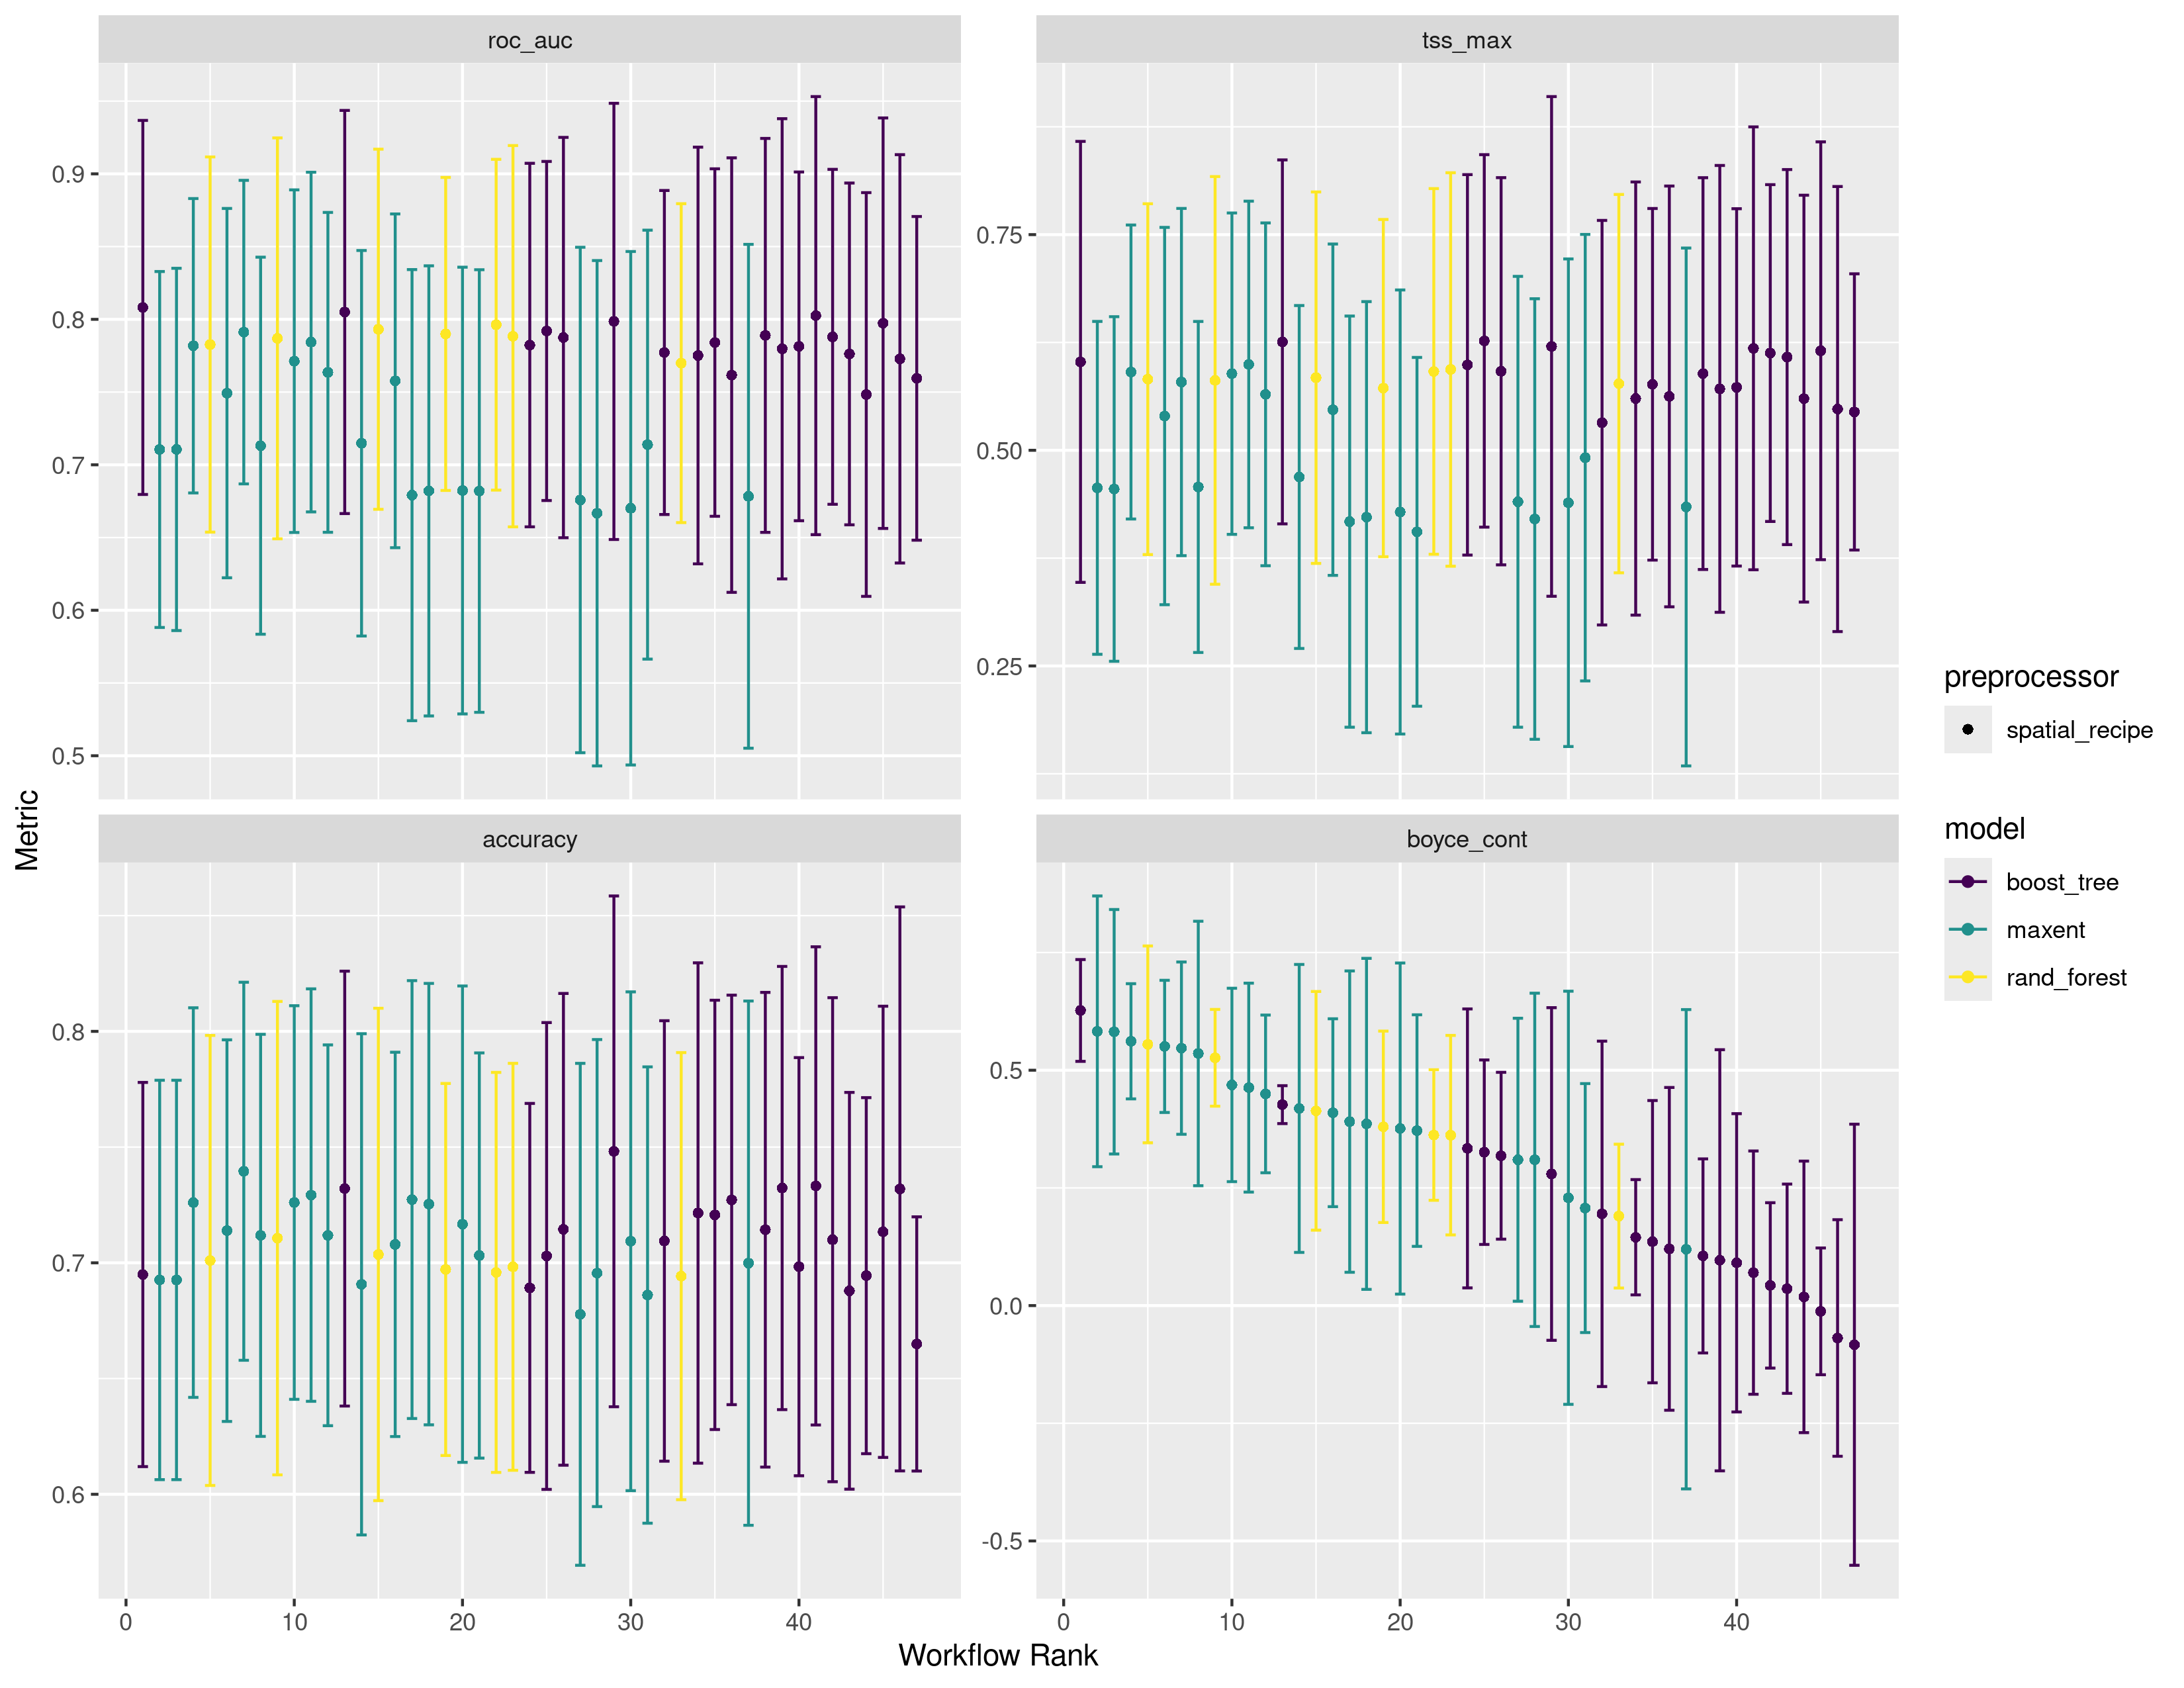 roc_auc
tss_max
0.9
0.8
0.7
0.6
0.5
0.75
0.50
0.25
Metric
accuracy
boyce_cont
0.8
0.7
0.6
0.5
0.0
-0.5
0 10 20 30 40
0 10 20 30 40
Workflow Rank
preprocessor
spatial_recipe
model
boost_tree
maxent
rand_forest